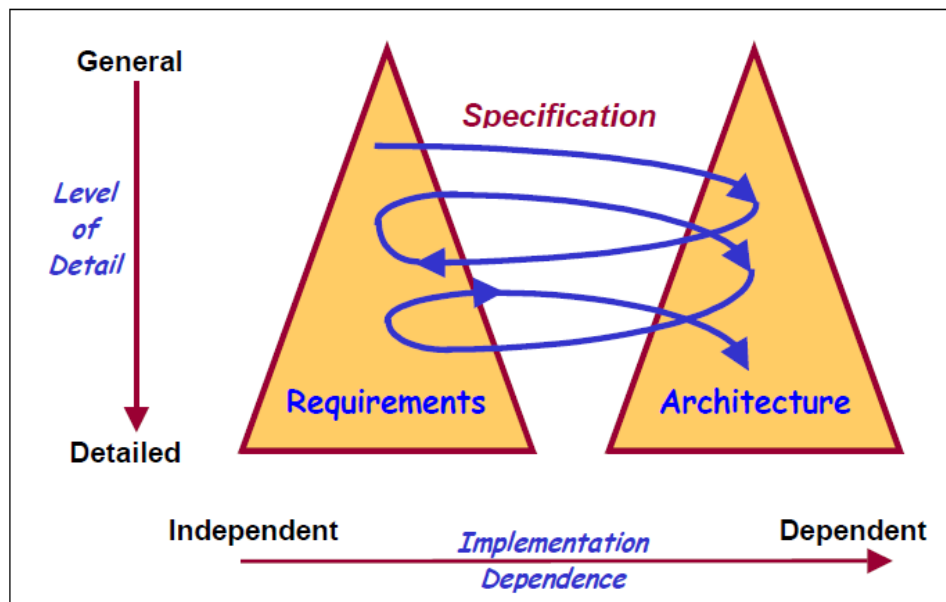 General
Specification
Level
of
Detail
Requirements
Architecture
Detailed
Independent
Dependent
Implementation
Dependence